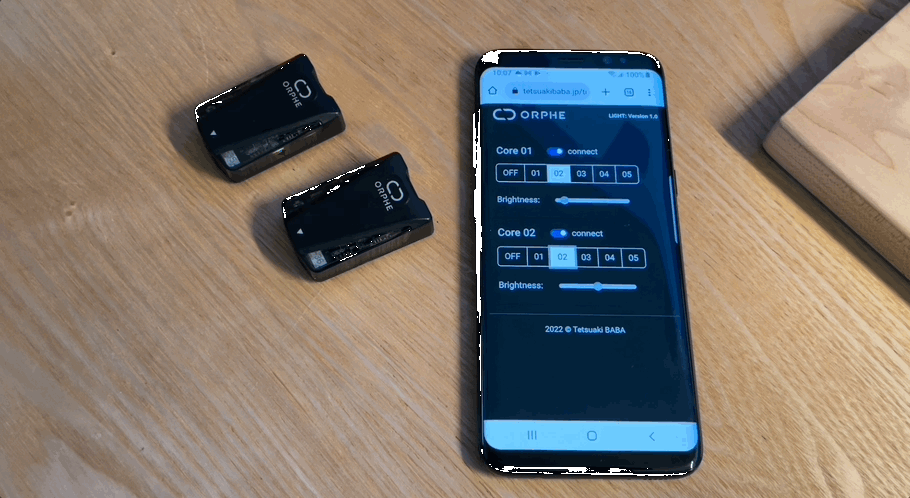 ORPHE
ORPHE
10:07
100%
tetsuakibaba.jp/
ORPHE
LIGHT: Version 1.0
Core 01 connect
OFF 01 02 03 04 05
Brightness:
Core 02 connect
OFF 01 02 03 04 05
Brightness:
2022 © Tetsuaki BABA